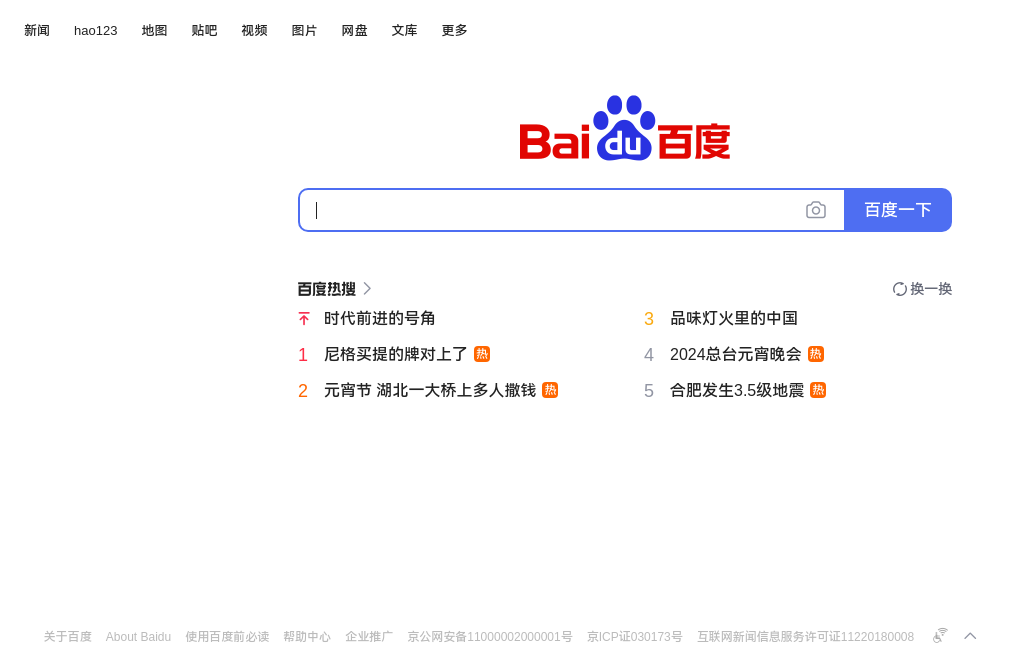 新闻 hao123 地图 贴吧 视频 图片 网盘 文库 更多
Bai du 百度
百度一下
百度热搜
换一换
时代前进的号角
1 尼格买提的牌对上了 热
2 元宵节 湖北一大桥上多人撒钱 热
3 品味灯火里的中国
4 2024总台元宵晚会 热
5 合肥发生3.5级地震 热
关于百度 About Baidu 使用百度前必读 帮助中心 企业推广 京公网安备11000002000001号 京ICP证030173号 互联网新闻信息服务许可证11220180008